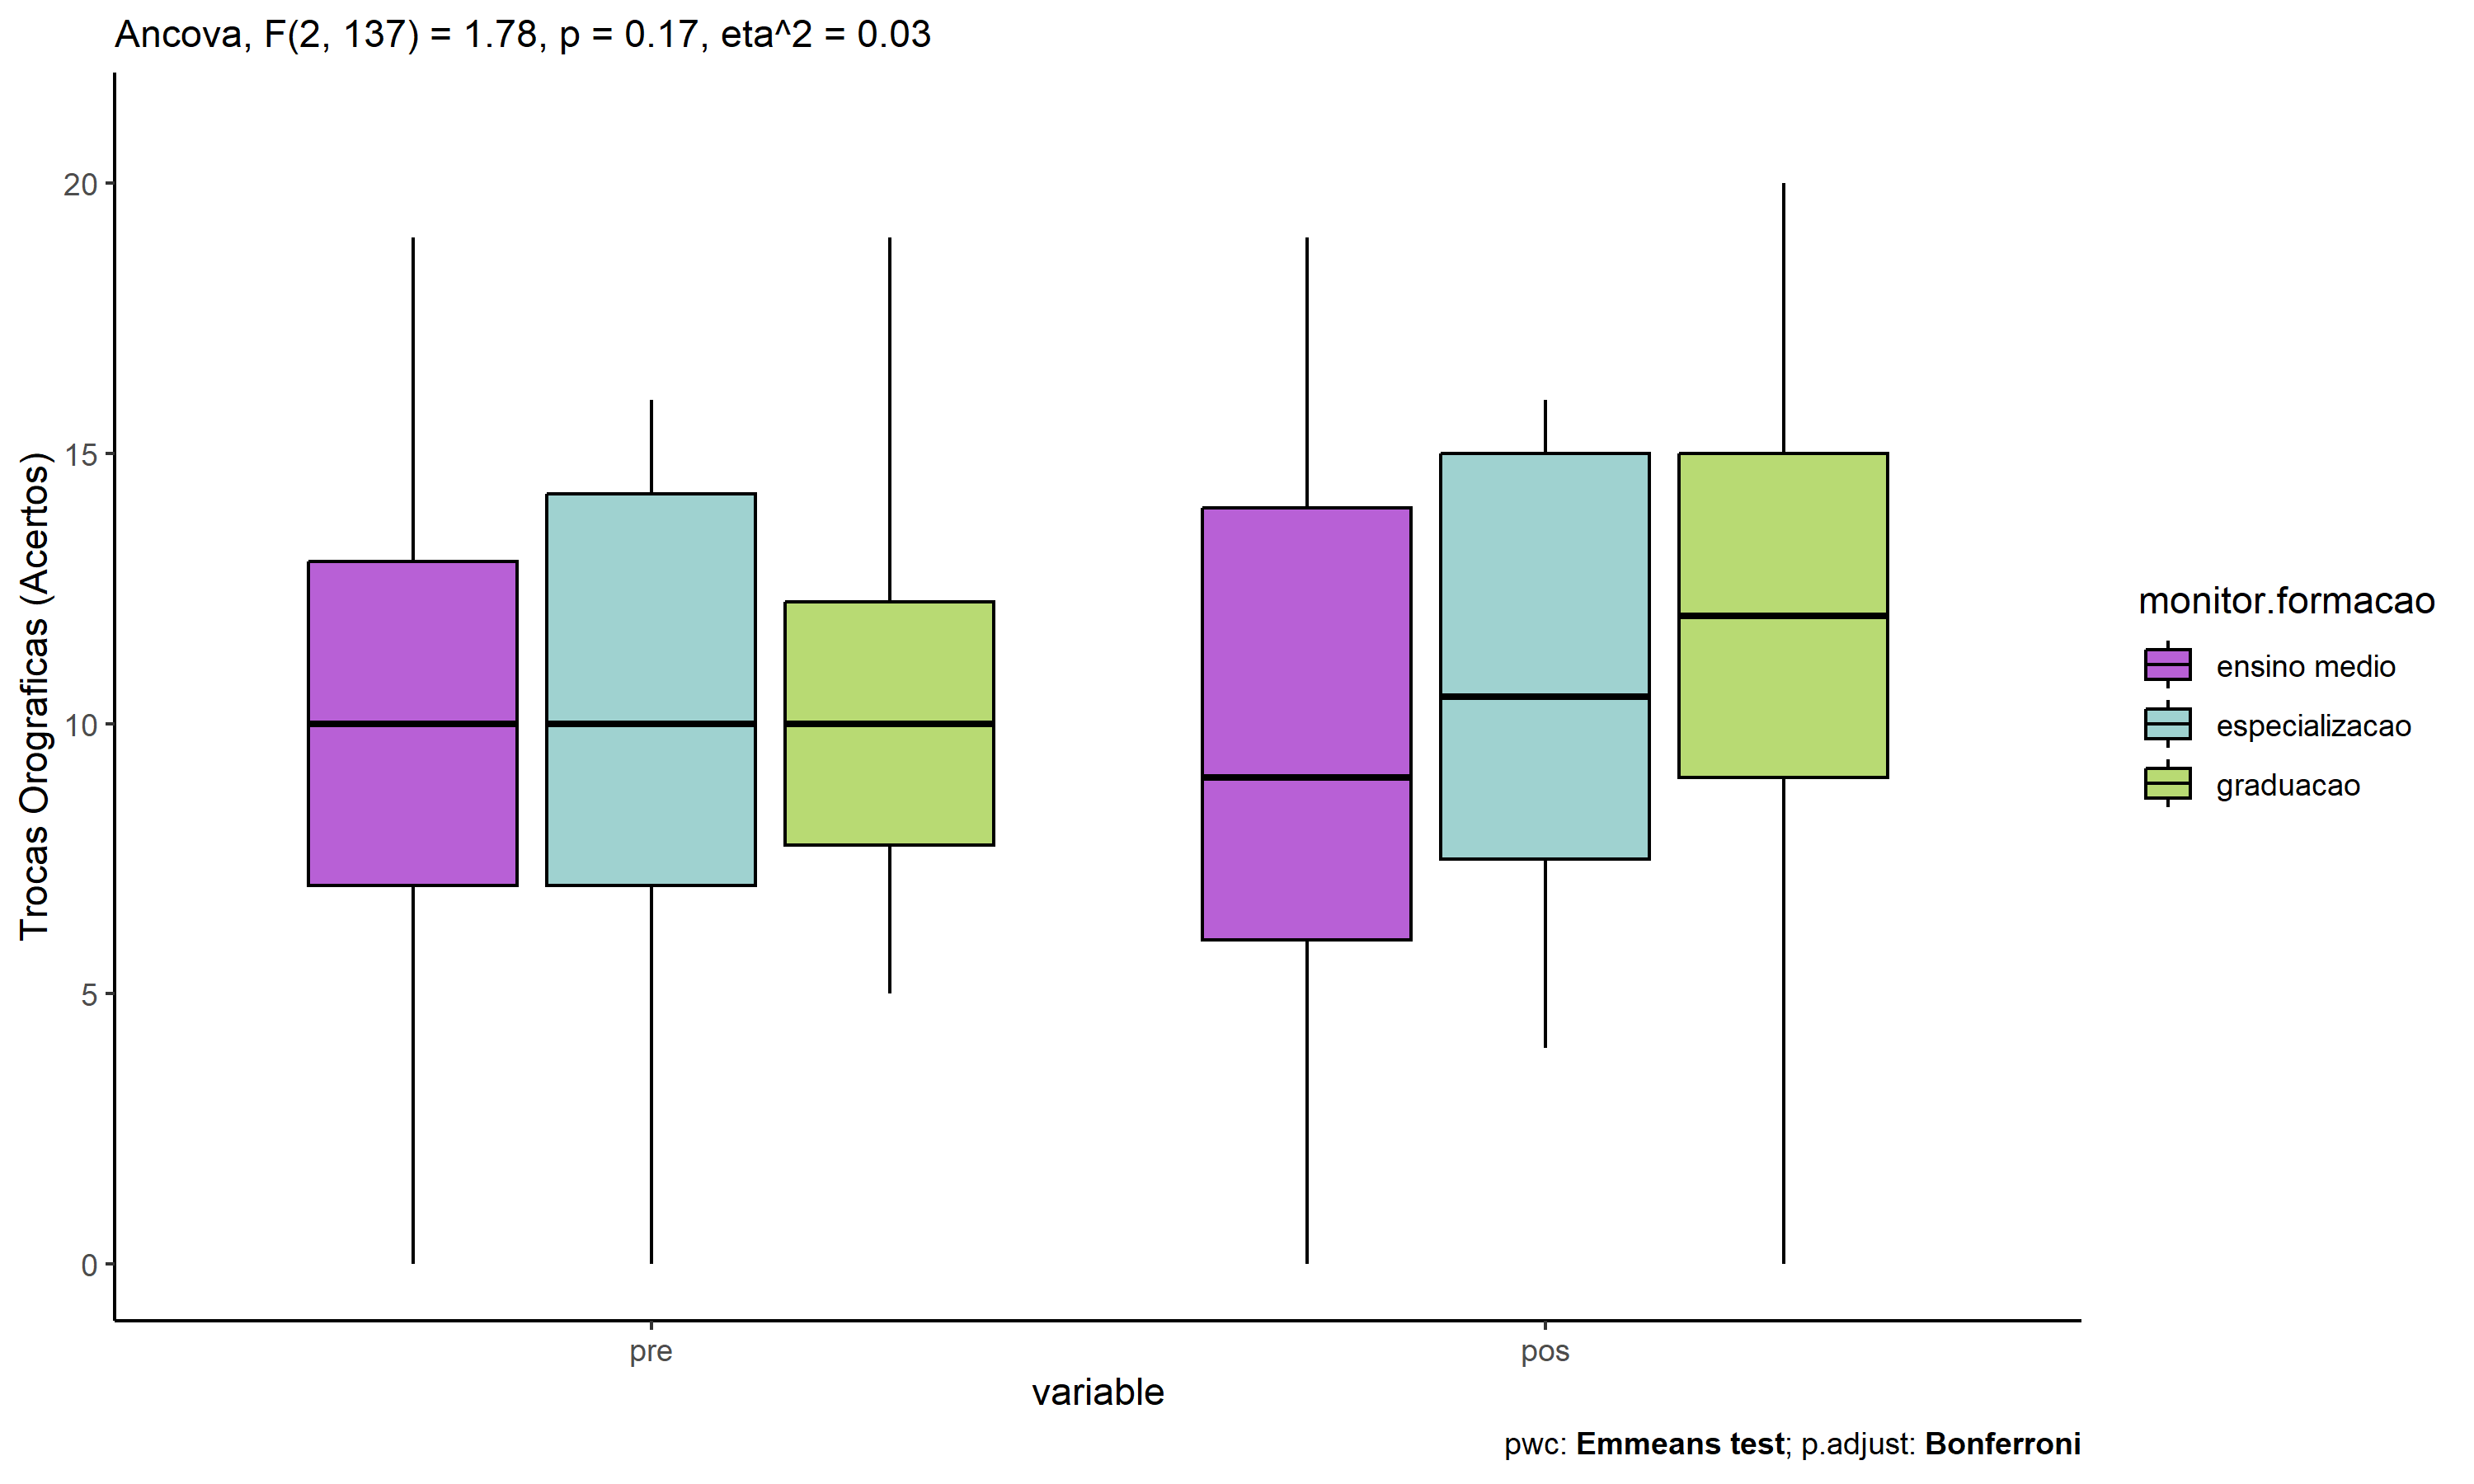 Ancova, F(2, 137) = 1.78, p = 0.17, eta^2 = 0.03
Trocas Orograficas (Acertos)
20
15
10
5
0
pre
pos
variable
monitor.formacao
ensino medio
especializacao
graduacao
pwc: Emmeans test; p.adjust: Bonferroni